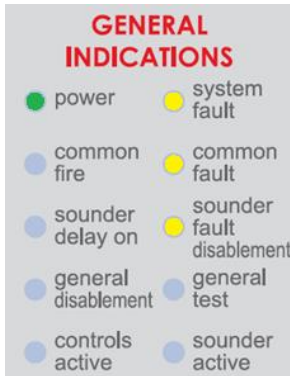 GENERAL
INDICATIONS
power
system
fault
common
fire
common
fault
sounder
delay on
sounder
fault
disablement
general
disablement
general
test
controls
active
sounder
active